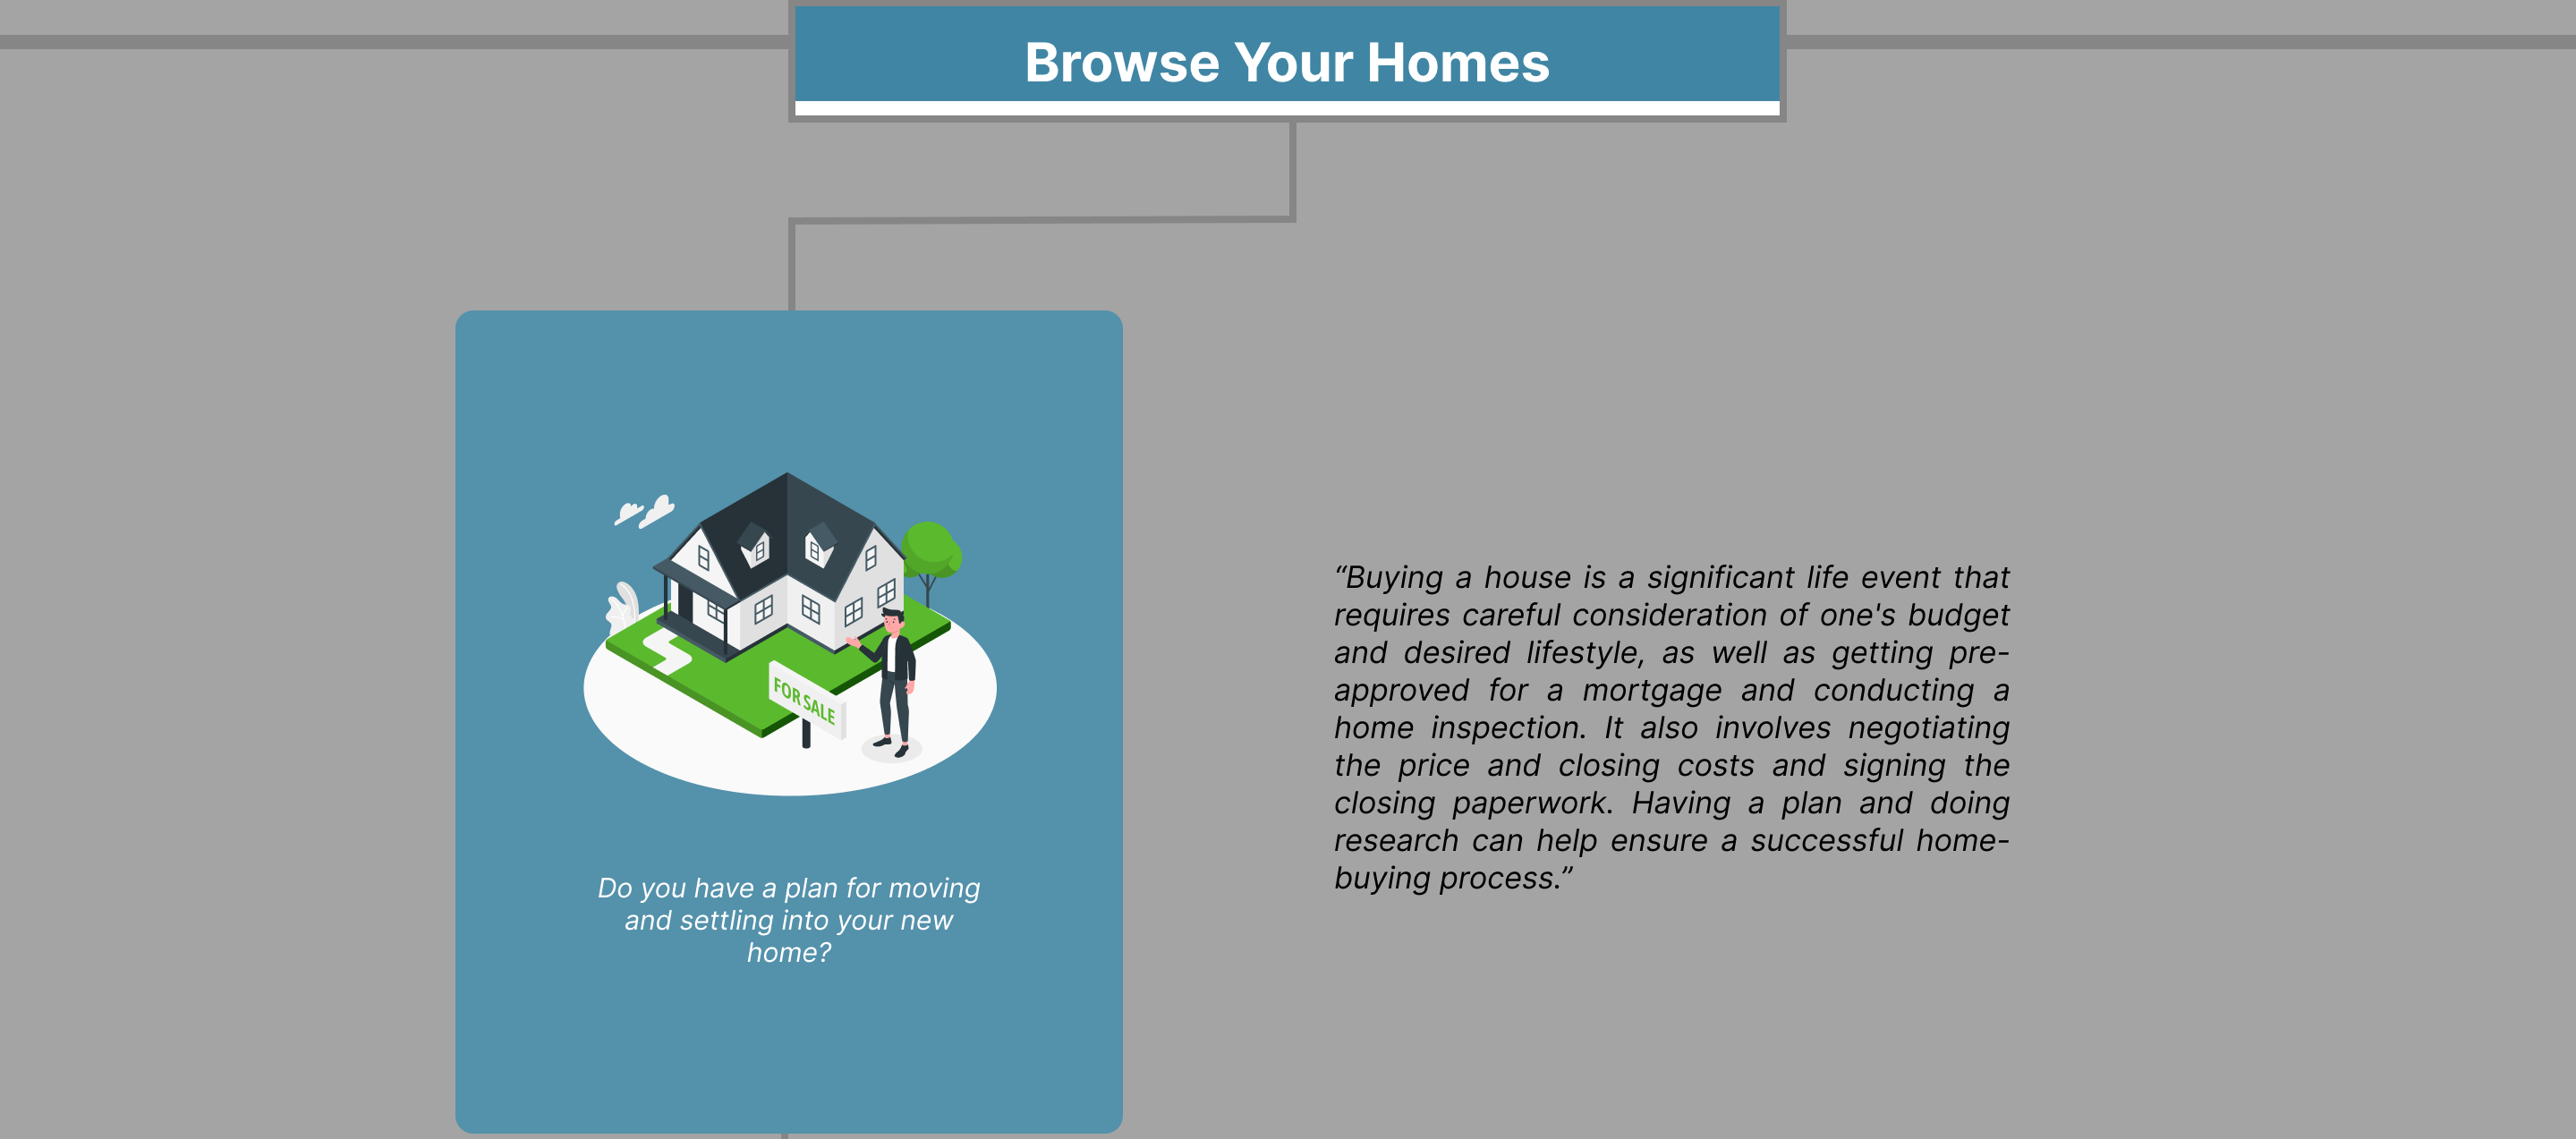 Browse Your Homes
FOR SALE
Do you have a plan for moving
and settling into your new
home?
“Buying a house is a significant life event that
requires careful consideration of one's budget
and desired lifestyle, as well as getting pre-
approved for a mortgage and conducting a
home inspection. It also involves negotiating
the price and closing costs and signing the
closing paperwork. Having a plan and doing
research can help ensure a successful home-
buying process.”